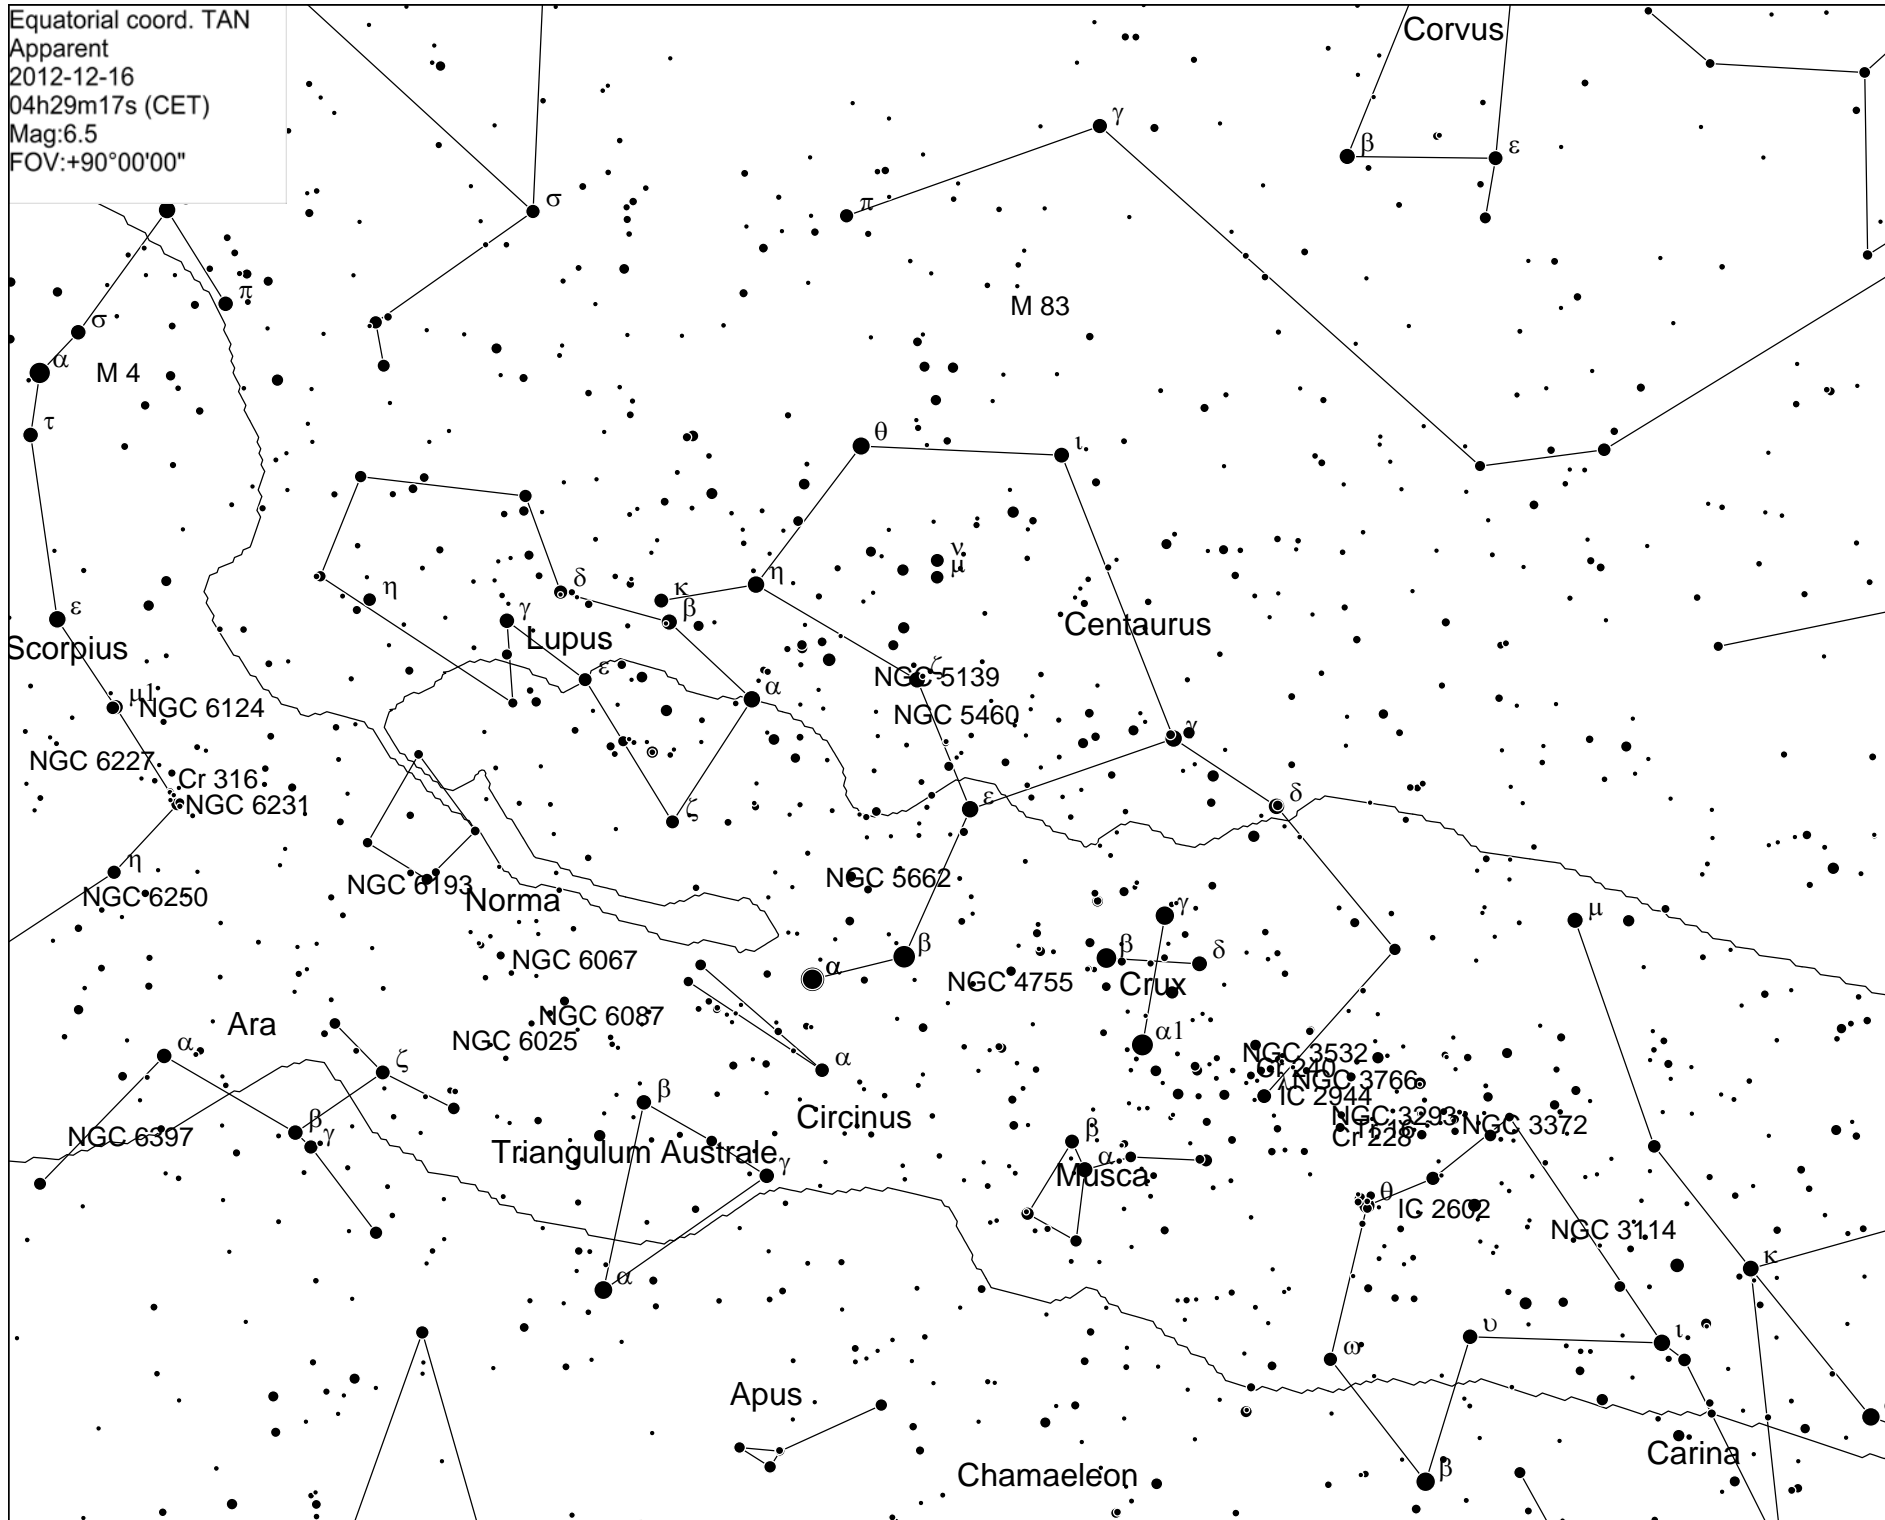 Equatorial coord. TAN
Apparent
2012-12-16
04h29m17s (CET)
Mag:6.5
FOV:+90°00'00"
Corvus
γ
β
ε
σ
π
π
M 83
σ
α
M 4
τ
θ
ι
ν
μ
η
κ
δ
η
β
γ
ε
Lupus
Centaurus
Scorpius
ε
ζ
NGC 5139
α
μ1
NGC 6124
NGC 5460
γ
NGC 6227
Cr 316
NGC 6231
ε
δ
ζ
η
NGC 5662
NGC 6193
NGC 6250
Norma
γ
μ
β
β
δ
NGC 6067
α
NGC 4755
Crux
NGC 6087
Ara
α1
NGC 6025
α
ζ
α
NGC 3532
Cr 240
λ
NGC 3766
β
IC 2944
Circinus
NGC 3293
NGC 3372
β
γ
NGC 6397
β
Cr 228
Triangulum Australe
α
γ
Musca
θ
IC 2602
NGC 3114
κ
α
υ
ι
ω
Apus
Carina
Chamaeleon
β